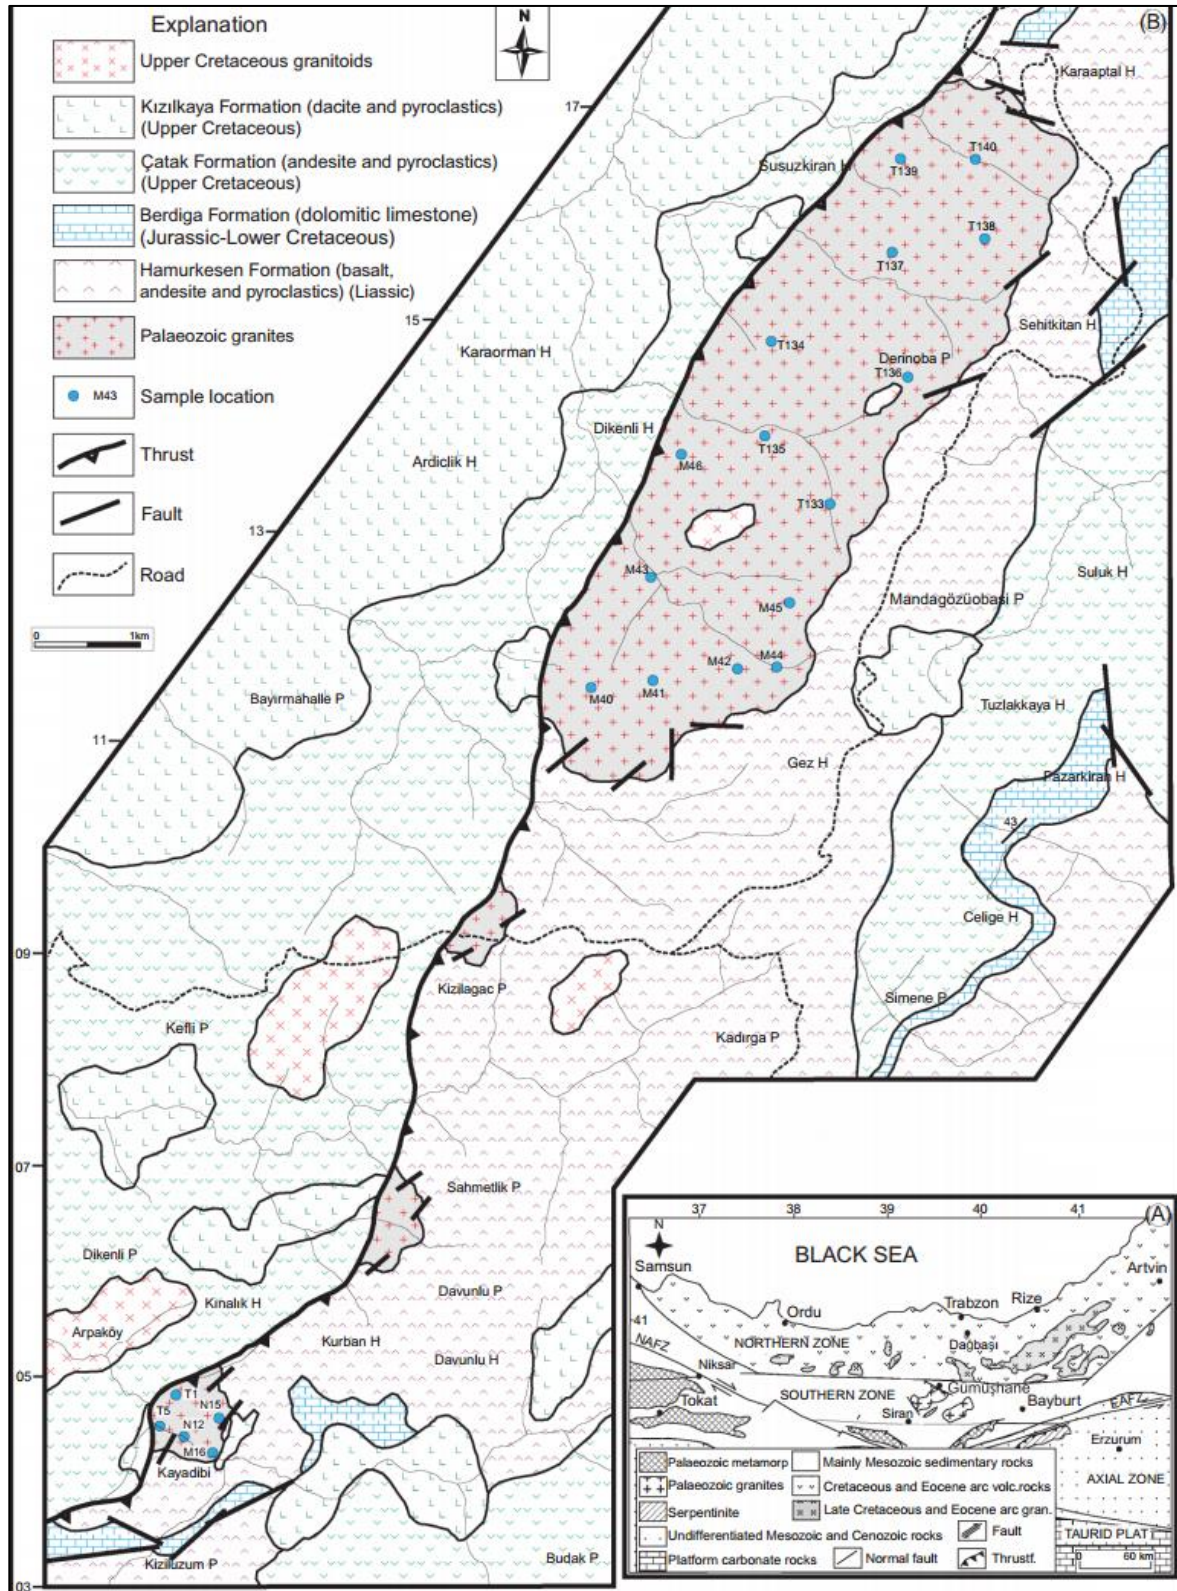 Explanation
Upper Cretaceous granitoids
Kızılkaya Formation (dacite and pyroclastics)
(Upper Cretaceous)
Çatak Formation (andesite and pyroclastics)
(Upper Cretaceous)
Berdiga Formation (dolomitic limestone)
(Jurassic-Lower Cretaceous)
Hamurkesen Formation (basalt,
andesite and pyroclastics) (Liassic)
Palaeozoic granites
M43 Sample location
Thrust
Fault
Road
0 1km
N
(B)
Karaaptal H
17
Susuzkiran H
T139
T140
T138
T137
15
Sehitkitan H
Karaorman H
T134
Derinoba P
T136
Dikenli H
T135
Ardiclik H
M46
T133
13
M43
Suluk H
M45
Mandagözüobasi P
M42
M44
M40
M41
Bayırmahalle P
Tuzlakkaya H
11
Gez H
Pazarkiran H
43
Celige H
09
Kizilagac P
Simene P
Kefli P
Kadırga P
07
Sahmetlik P
Dikenli P
Davunlu P
Kınalık H
Arpaköy
Kurban H
Davunlu H
05
T1
T5
N15
N12
M16
Kayadibi
Kiziluzum P
Budak P
03
37 38 39 40 41
(A)
N
BLACK SEA
Samsun
Artvin
Ordu
Trabzon
Rize
41
NAFZ
NORTHERN ZONE
Dağbaşı
Niksar
SOUTHERN ZONE
Gümüşhane
Tokat
Siran
Bayburt
EAFZ
Erzurum
AXIAL ZONE
Palaeozoic metamorp
Mainly Mesozoic sedimentary rocks
Palaeozoic granites
Cretaceous and Eocene arc volc.rocks
Serpentinite
Late Cretaceous and Eocene arc gran.
Undifferentiated Mesozoic and Cenozoic rocks
Fault
TAURID PLAT
Platform carbonate rocks
Normal fault
Thrustf.
0 60 km